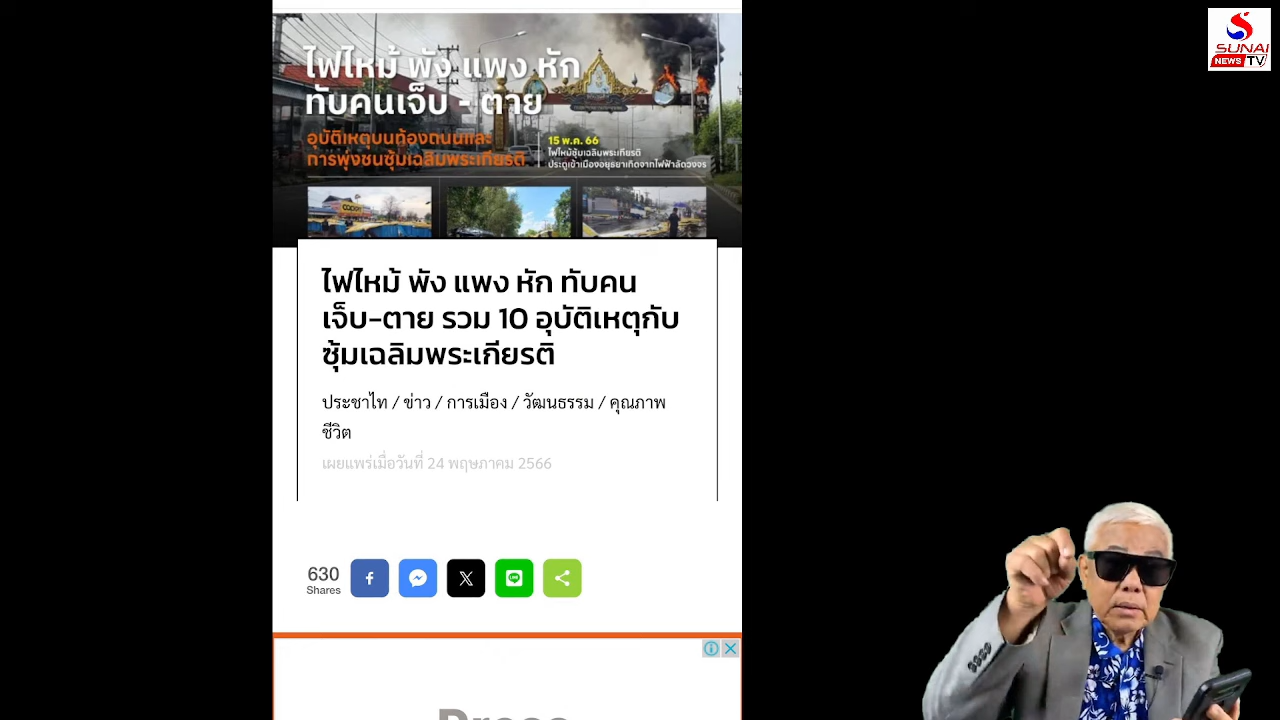 SUNAI
NEWS TV
ไฟไหม้ พัง แพง หัก
ทับคนเจ็บ - ตาย
อุบัติเหตุบนท้องถนนและ
การพุ่งชนซุ้มเฉลิมพระเกียรติ
15 พ.ค. 66
ไฟไหม้ซุ้มเฉลิมพระเกียรติ
ประตูเข้าเมืองอยุธยาเกิดจากไฟฟ้าลัดวงจร
ไฟไหม้ พัง แพง หัก ทับคน
เจ็บ-ตาย รวม 10 อุบัติเหตุกับ
ซุ้มเฉลิมพระเกียรติ
ประชาไท / ข่าว / การเมือง / วัฒนธรรม / คุณภาพ
ชีวิต
เผยแพร่เมื่อวันที่ 24 พฤษภาคม 2566
630
Shares